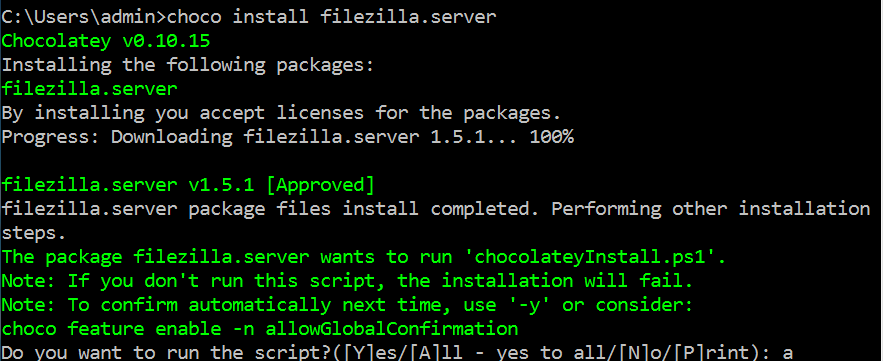 C:\Users\admin>choco install filezilla.server
Chocolatey v0.10.15
Installing the following packages:
filezilla.server
By installing you accept licenses for the packages.
Progress: Downloading filezilla.server 1.5.1... 100%
filezilla.server v1.5.1 [Approved]
filezilla.server package files install completed. Performing other installation
steps.
The package filezilla.server wants to run 'chocolateyInstall.ps1'.
Note: If you don't run this script, the installation will fail.
Note: To confirm automatically next time, use '-y' or consider:
choco feature enable -n allowGlobalConfirmation
Do you want to run the script?([Y]es/[A]ll - yes to all/[N]o/[P]rint): a